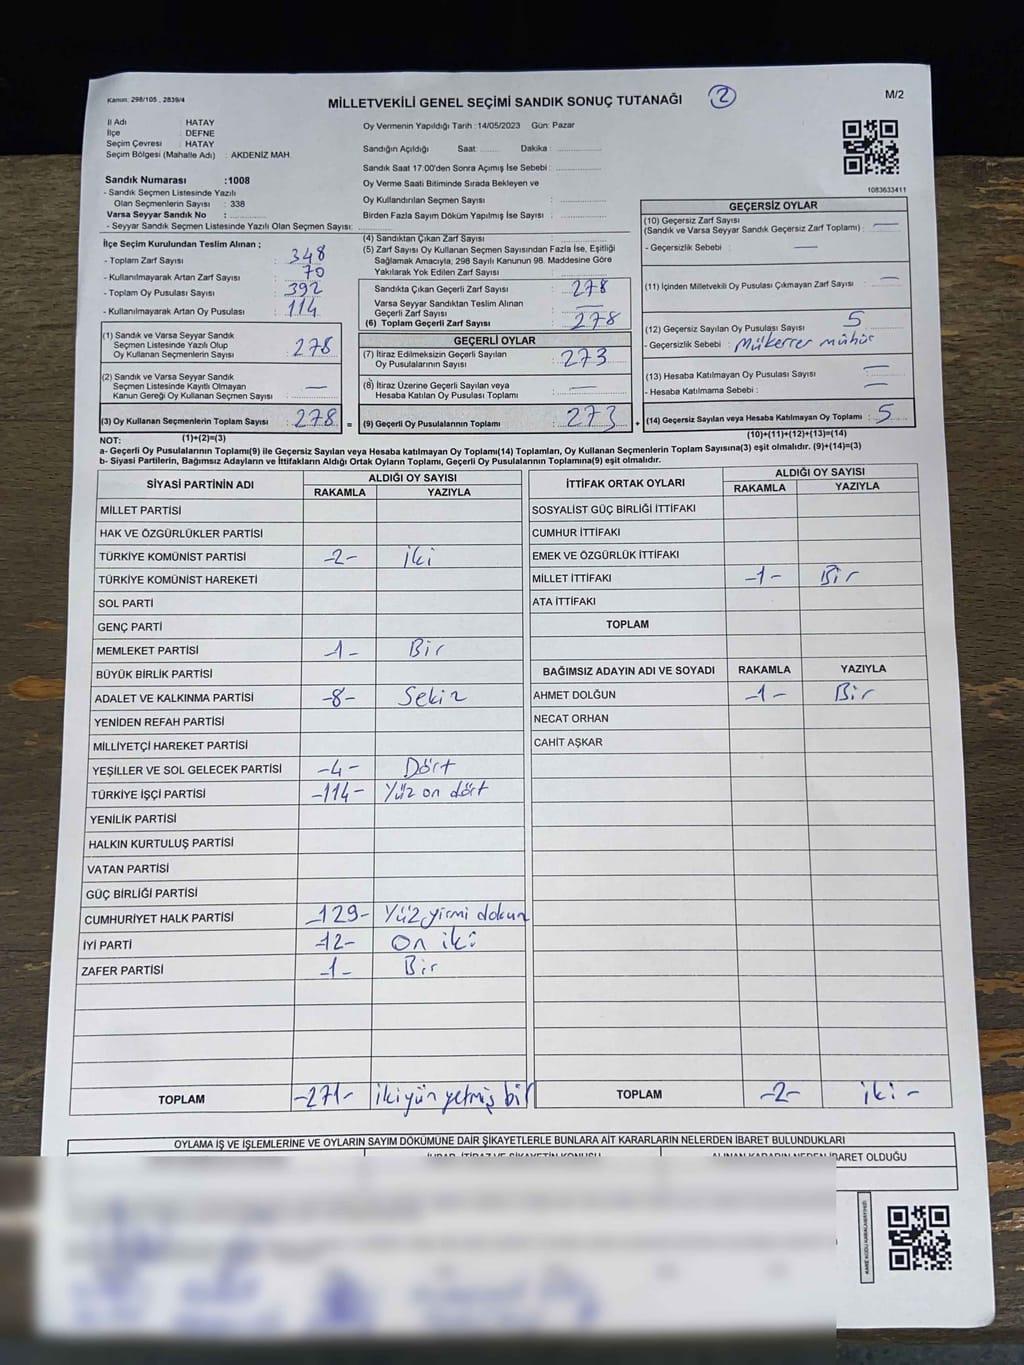 Kanun: 298/105 , 2839/4
MİLLETVEKİLİ GENEL SEÇİMİ SANDIK SONUÇ TUTANAĞI
2
M/2
İl Adı : HATAY
İlçe : DEFNE
Seçim Çevresi : HATAY
Seçim Bölgesi (Mahalle Adı) : AKDENİZ MAH.
Oy Vermenin Yapıldığı Tarih : 14/05/2023 Gün: Pazar
Sandığın Açıldığı Saat: Dakika :
Sandık Saat 17:00'den Sonra Açımış İse Sebebi :
Oy Verme Saati Bitiminde Sırada Bekleyen ve
Oy Kullandırılan Seçmen Sayısı :
Birden Fazla Sayım Döküm Yapılmış İse Sayısı :
1083633411
Sandık Numarası :1008
- Sandık Seçmen Listesinde Yazılı
Olan Seçmenlerin Sayısı : 338
Varsa Seyyar Sandık No :
- Seyyar Sandık Seçmen Listesinde Yazılı Olan Seçmen Sayısı:
İlçe Seçim Kurulundan Teslim Alınan ;
- Toplam Zarf Sayısı : 348
- Kullanılmayarak Artan Zarf Sayısı : 70
- Toplam Oy Pusulası Sayısı : 392
- Kullanılmayarak Artan Oy Pusulası : 114
(1) Sandık ve Varsa Seyyar Sandık
Seçmen Listesinde Yazılı Olup
Oy Kullanan Seçmenlerin Sayısı : 278
(2) Sandık ve Varsa Seyyar Sandık
Seçmen Listesinde Kayıtlı Olmayan
Kanun Gereği Oy Kullanan Seçmen Sayısı : —
(3) Oy Kullanan Seçmenlerin Toplam Sayısı : 278 =
(1)+(2)=(3)
(4) Sandıktan Çıkan Zarf Sayısı :
(5) Zarf Sayısı Oy Kullanan Seçmen Sayısından Fazla İse, Eşitliği
Sağlamak Amacıyla, 298 Sayılı Kanunun 98. Maddesine Göre
Yakılarak Yok Edilen Zarf Sayısı :
Sandıkta Çıkan Geçerli Zarf Sayısı : 278
Varsa Seyyar Sandıktan Teslim Alınan
Geçerli Zarf Sayısı : —
(6) Toplam Geçerli Zarf Sayısı : 278
GEÇERLİ OYLAR
(7) İtiraz Edilmeksizin Geçerli Sayılan
Oy Pusulalarının Sayısı : 273
(8) İtiraz Üzerine Geçerli Sayılan veya
Hesaba Katılan Oy Pusulası Toplamı : —
(9) Geçerli Oy Pusulalarının Toplamı : 273 +
GEÇERSİZ OYLAR
(10) Geçersiz Zarf Sayısı
(Sandık ve Varsa Seyyar Sandık Geçersiz Zarf Toplamı) : —
- Geçersizlik Sebebi : —
(11) İçinden Milletvekili Oy Pusulası Çıkmayan Zarf Sayısı : —
(12) Geçersiz Sayılan Oy Pusulası Sayısı : 5
- Geçersizlik Sebebi : Mükerrer mühür
(13) Hesaba Katılmayan Oy Pusulası Sayısı : —
- Hesaba Katılmama Sebebi : —
(14) Geçersiz Sayılan veya Hesaba Katılmayan Oy Toplamı : 5
(10)+(11)+(12)+(13)=(14)
NOT:
a- Geçerli Oy Pusulalarının Toplamı(9) ile Geçersiz Sayılan veya Hesaba katılmayan Oy Toplamı(14) Toplamları, Oy Kullanan Seçmenlerin Toplam Sayısına(3) eşit olmalıdır. (9)+(14)=(3)
b- Siyasi Partilerin, Bağımsız Adayların ve İttifakların Aldığı Ortak Oyların Toplamı, Geçerli Oy Pusulalarının Toplamına(9) eşit olmalıdır.
SİYASİ PARTİNİN ADI ALDIĞI OY SAYISI
RAKAMLA YAZIYLA
MİLLET PARTİSİ
HAK VE ÖZGÜRLÜKLER PARTİSİ
TÜRKİYE KOMÜNİST PARTİSİ -2- iki
TÜRKİYE KOMÜNİST HAREKETİ
SOL PARTİ
GENÇ PARTİ
MEMLEKET PARTİSİ -1- Bir
BÜYÜK BİRLİK PARTİSİ
ADALET VE KALKINMA PARTİSİ -8- Sekiz
YENİDEN REFAH PARTİSİ
MİLLİYETÇİ HAREKET PARTİSİ
YEŞİLLER VE SOL GELECEK PARTİSİ -4- Dört
TÜRKİYE İŞÇİ PARTİSİ -114- Yüz on dört
YENİLİK PARTİSİ
HALKIN KURTULUŞ PARTİSİ
VATAN PARTİSİ
GÜÇ BİRLİĞİ PARTİSİ
CUMHURİYET HALK PARTİSİ -129- Yüz yirmi dokuz
İYİ PARTİ -12- On iki
ZAFER PARTİSİ -1- Bir
TOPLAM -271- ikiyüz yetmiş bir
İTTİFAK ORTAK OYLARI ALDIĞI OY SAYISI
RAKAMLA YAZIYLA
SOSYALİST GÜÇ BİRLİĞİ İTTİFAKI
CUMHUR İTTİFAKI
EMEK VE ÖZGÜRLÜK İTTİFAKI
MİLLET İTTİFAKI -1- Bir
ATA İTTİFAKI
TOPLAM
BAĞIMSIZ ADAYIN ADI VE SOYADI RAKAMLA YAZIYLA
AHMET DOLĞUN -1- Bir
NECAT ORHAN
CAHİT AŞKAR
TOPLAM -2- iki -
OYLAMA İŞ VE İŞLEMLERİNE VE OYLARIN SAYIM DÖKÜMÜNE DAİR ŞİKAYETLERLE BUNLARA AİT KARARLARIN NELERDEN İBARET BULUNDUKLARI
İHBAR, İTİRAZ VE ŞİKAYETİN KONUSU
ALINAN KARARIN NEDEN İBARET OLDUĞU